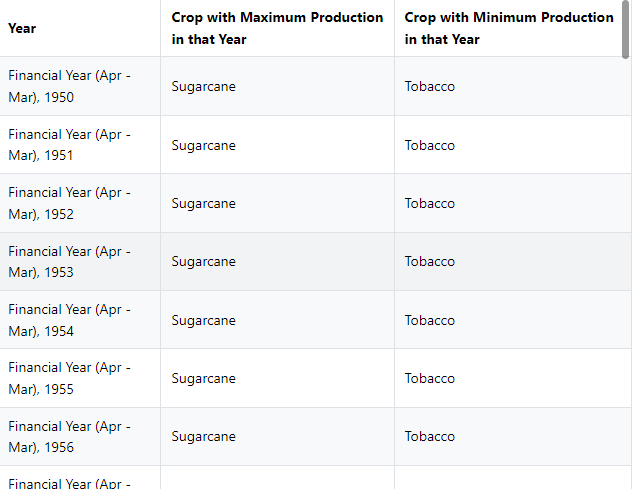 Year
Crop with Maximum Production
in that Year
Crop with Minimum Production
in that Year
Financial Year (Apr -
Mar), 1950
Sugarcane
Tobacco
Financial Year (Apr -
Mar), 1951
Sugarcane
Tobacco
Financial Year (Apr -
Mar), 1952
Sugarcane
Tobacco
Financial Year (Apr -
Mar), 1953
Sugarcane
Tobacco
Financial Year (Apr -
Mar), 1954
Sugarcane
Tobacco
Financial Year (Apr -
Mar), 1955
Sugarcane
Tobacco
Financial Year (Apr -
Mar), 1956
Sugarcane
Tobacco
Financial Year (Apr -